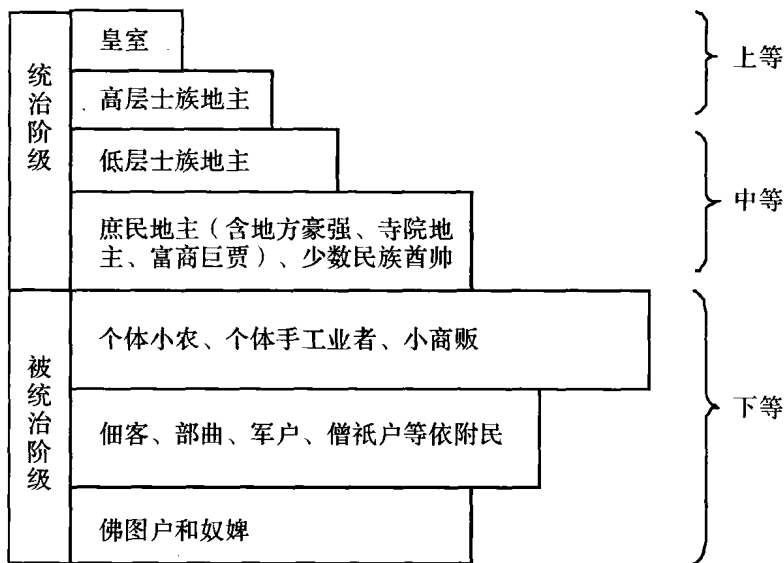 统治阶级
皇室
高层士族地主
上等
低层士族地主
庶民地主（含地方豪强、寺院地
主、富商巨贾）、少数民族酋帅
中等
被统治阶级
个体小农、个体手工业者、小商贩
佃客、部曲、军户、僧祇户等依附民
佛图户和奴婢
下等